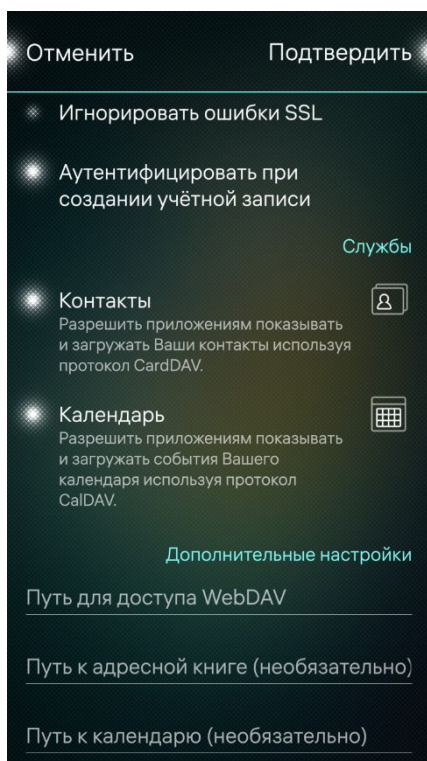 Отменить Подтвердить
Игнорировать ошибки SSL
Аутентифицировать при
создании учётной записи
Службы
Контакты
Разрешить приложениям показывать
и загружать Ваши контакты используя
протокол CardDAV.
Календарь
Разрешить приложениям показывать
и загружать события Вашего
календаря используя протокол
CalDAV.
Дополнительные настройки
Путь для доступа WebDAV
Путь к адресной книге (необязательно)
Путь к календарю (необязательно)